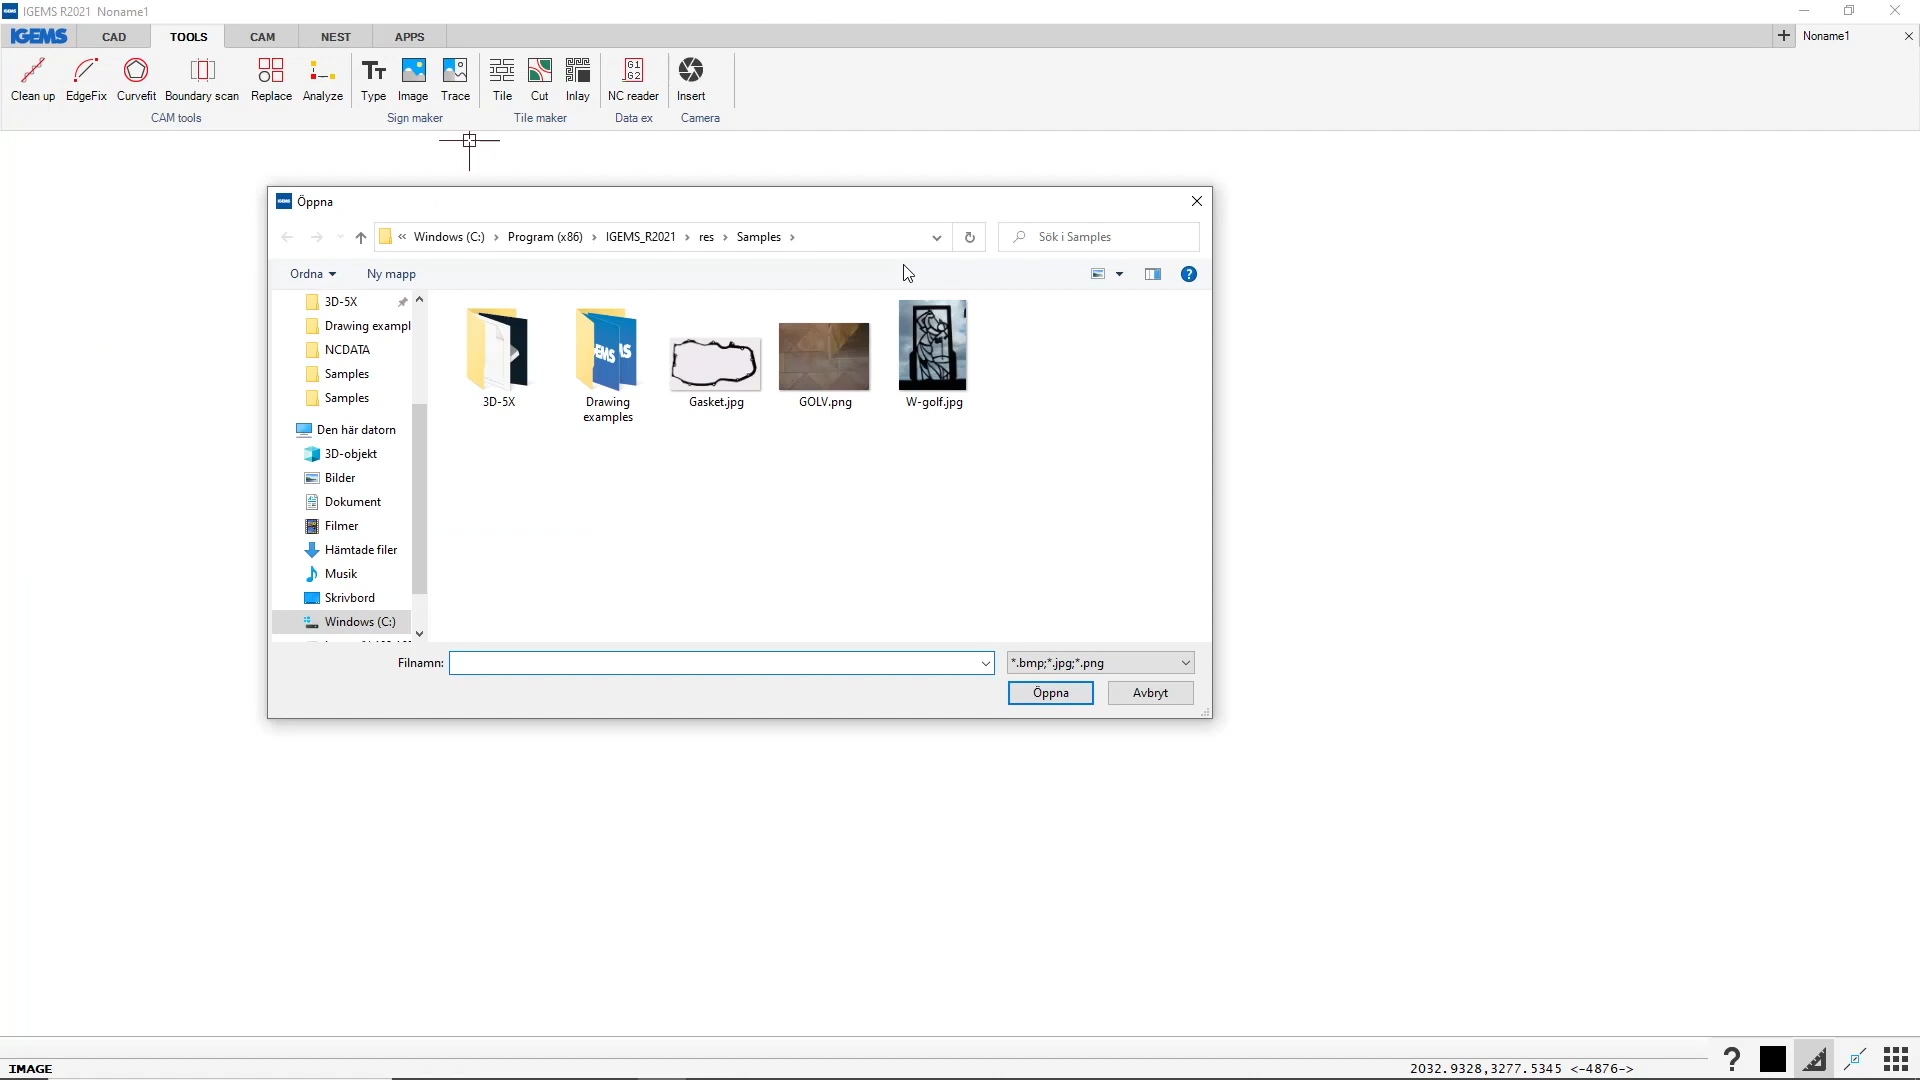 IGEMS R2021 Noname1
IGEMS CAD TOOLS CAM NEST APPS Noname1
Clean up EdgeFix Curvefit Boundary scan Replace Analyze Type Image Trace Tile Cut Inlay NC reader Insert
CAM tools Sign maker Tile maker Data ex Camera
Öppna
« Windows (C:) › Program (x86) › IGEMS_R2021 › res › Samples › Sök i Samples
Ordna Ny mapp
3D-5X
Drawing exampl
NCDATA
Samples
Samples
Den här datorn
3D-objekt
Bilder
Dokument
Filmer
Hämtade filer
Musik
Skrivbord
Windows (C:)
3D-5X
Drawing
examples
Gasket.jpg
GOLV.png
W-golf.jpg
Filnamn: *.bmp;*.jpg;*.png
Öppna Avbryt
IMAGE 2032.9328,3277.5345 <-4876->